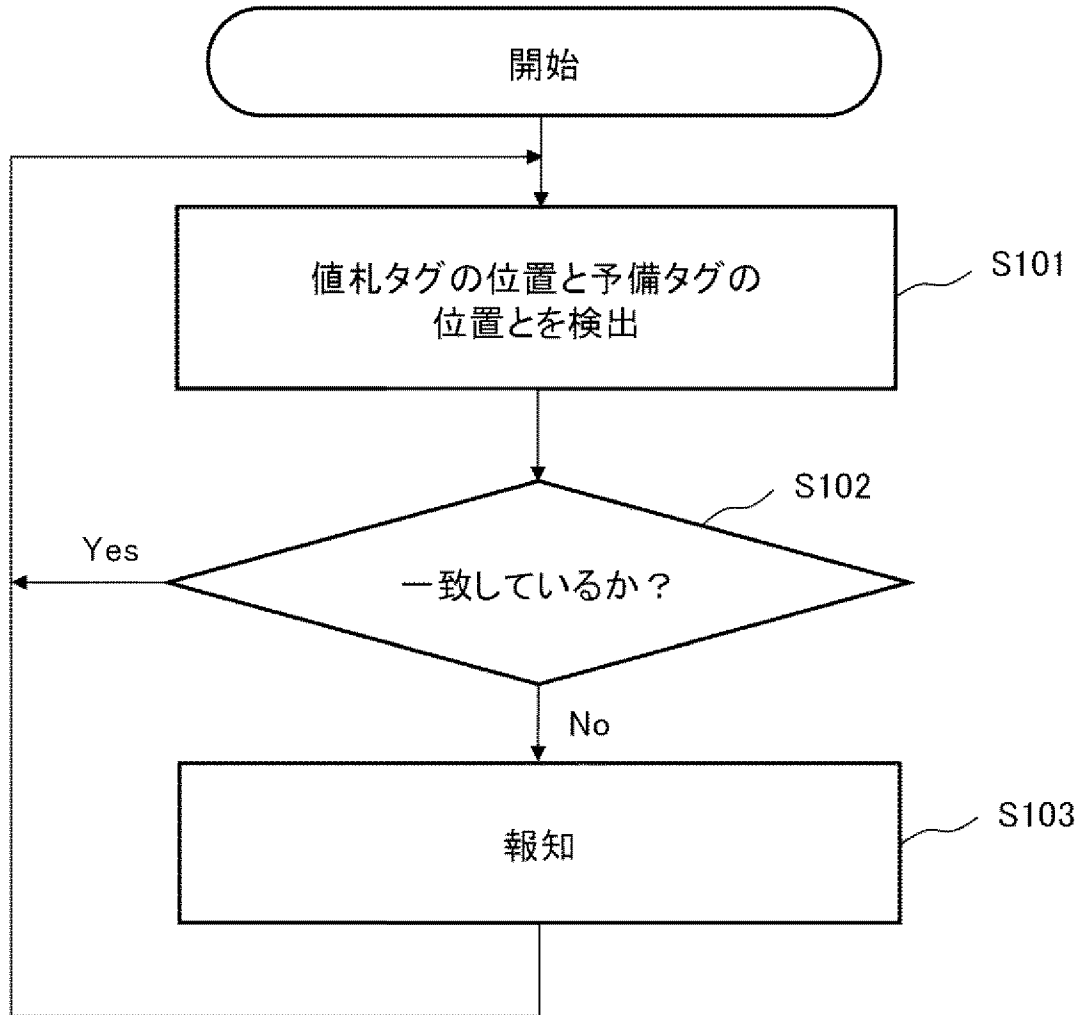 開始
値札タグの位置と予備タグの
位置とを検出
S101
S102
Yes
一致しているか？
No
報知
S103